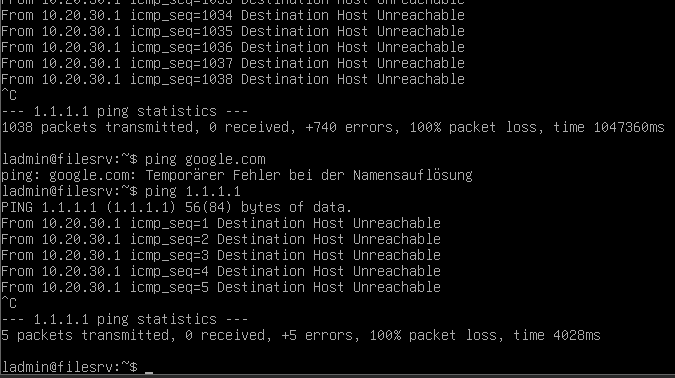 From 10.20.30.1 icmp_seq=1033 Destination Host Unreachable
From 10.20.30.1 icmp_seq=1034 Destination Host Unreachable
From 10.20.30.1 icmp_seq=1035 Destination Host Unreachable
From 10.20.30.1 icmp_seq=1036 Destination Host Unreachable
From 10.20.30.1 icmp_seq=1037 Destination Host Unreachable
From 10.20.30.1 icmp_seq=1038 Destination Host Unreachable
^C
--- 1.1.1.1 ping statistics ---
1038 packets transmitted, 0 received, +740 errors, 100% packet loss, time 1047360ms
ladmin@filesrv:~$ ping google.com
ping: google.com: Temporärer Fehler bei der Namensauflösung
ladmin@filesrv:~$ ping 1.1.1.1
PING 1.1.1.1 (1.1.1.1) 56(84) bytes of data.
From 10.20.30.1 icmp_seq=1 Destination Host Unreachable
From 10.20.30.1 icmp_seq=2 Destination Host Unreachable
From 10.20.30.1 icmp_seq=3 Destination Host Unreachable
From 10.20.30.1 icmp_seq=4 Destination Host Unreachable
From 10.20.30.1 icmp_seq=5 Destination Host Unreachable
^C
--- 1.1.1.1 ping statistics ---
5 packets transmitted, 0 received, +5 errors, 100% packet loss, time 4028ms
ladmin@filesrv:~$ _